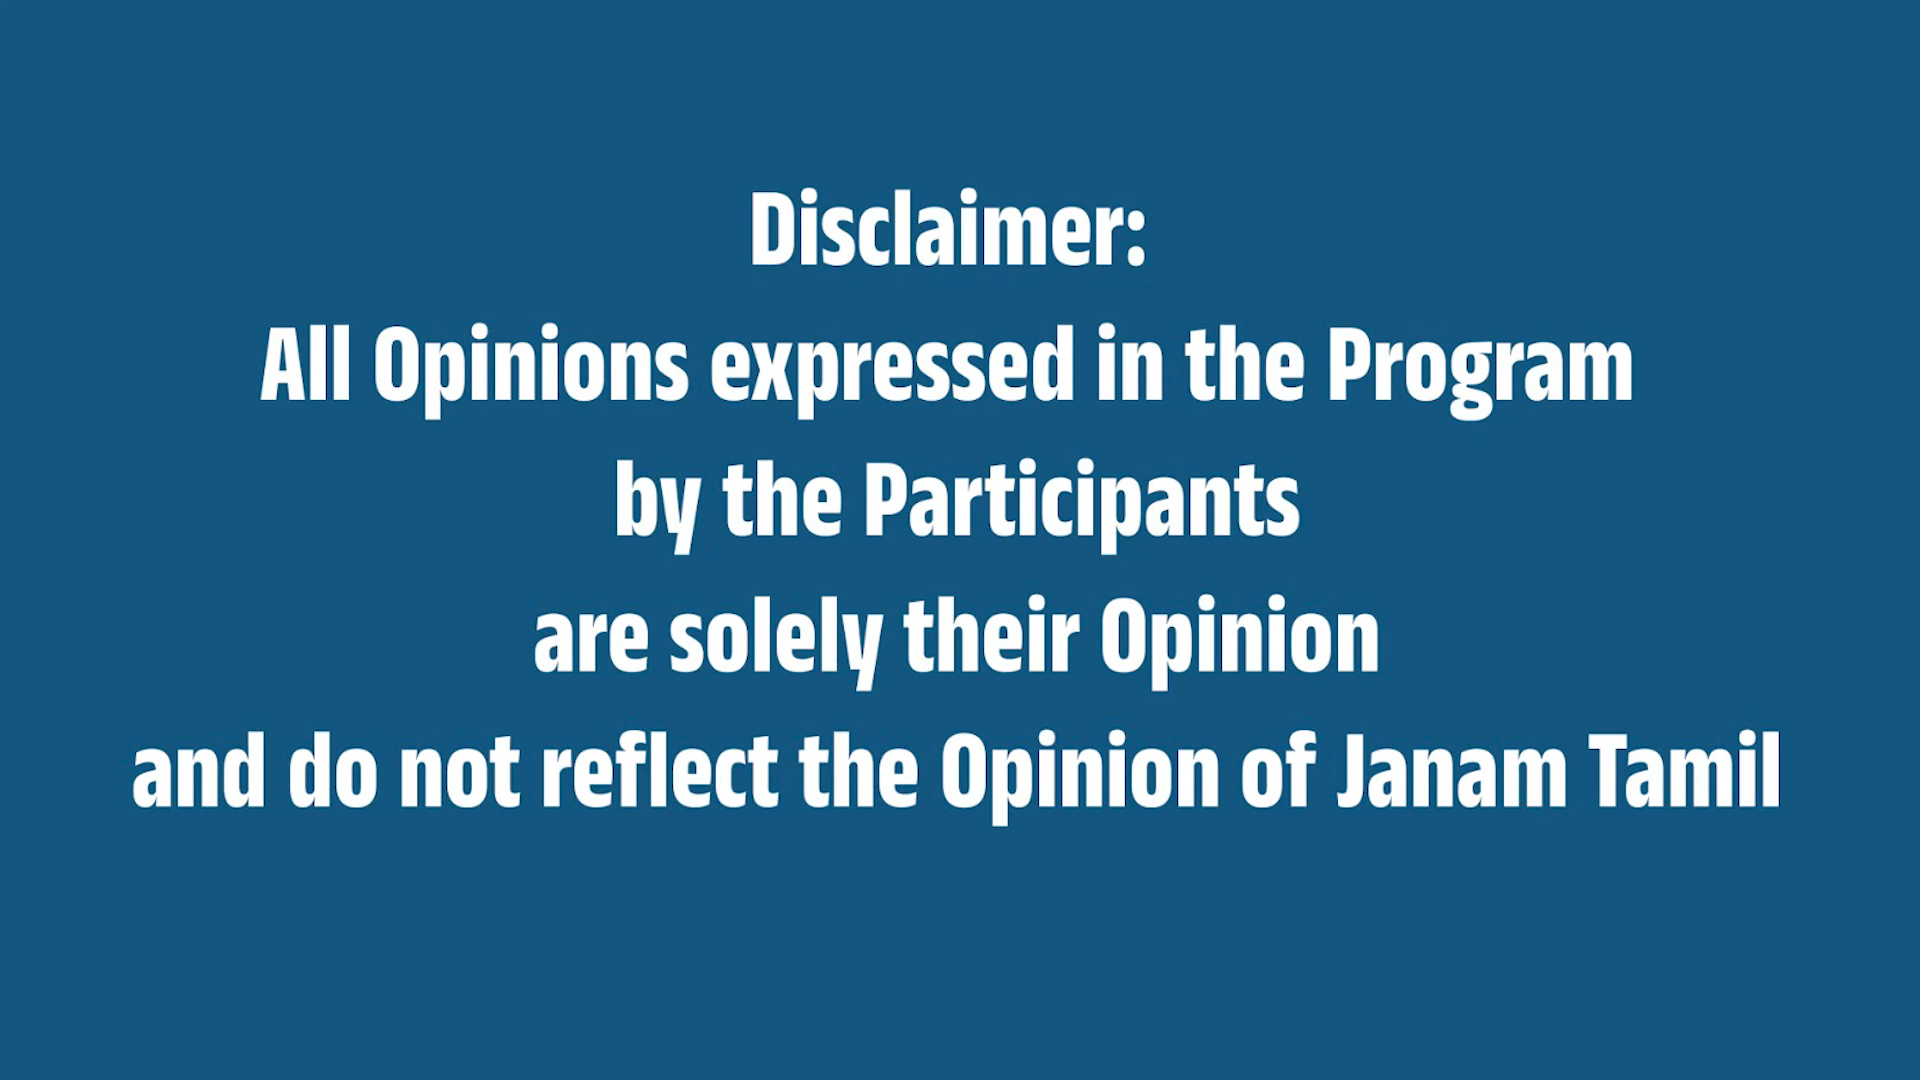 Disclaimer:
All Opinions expressed in the Program
by the Participants
are solely their Opinion
and do not reflect the Opinion of Janam Tamil